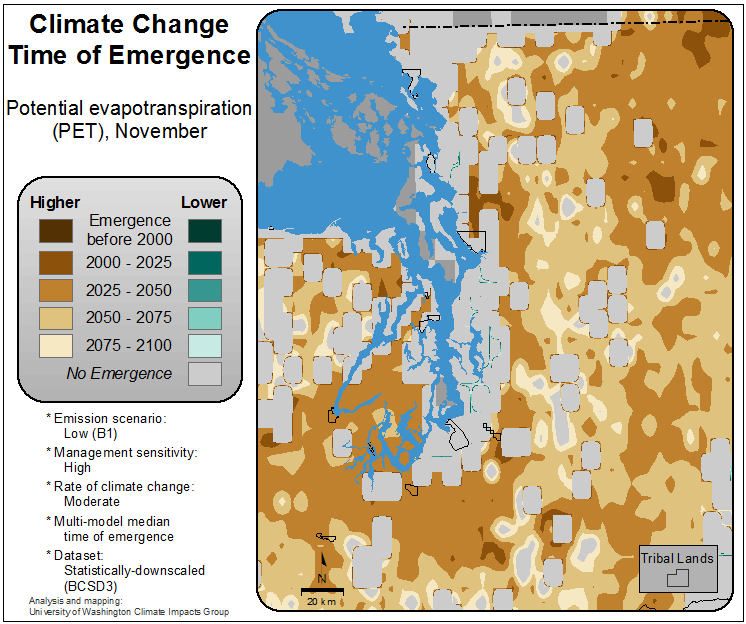 Climate Change
Time of Emergence
Potential evapotranspiration
(PET), November
Higher Lower
Emergence
before 2000
2000 - 2025
2025 - 2050
2050 - 2075
2075 - 2100
No Emergence
* Emission scenario:
Low (B1)
* Management sensitivity:
High
* Rate of climate change:
Moderate
* Multi-model median
time of emergence
* Dataset:
Statistically-downscaled
(BCSD3)
Analysis and mapping:
University of Washington Climate Impacts Group
N
20 km
Tribal Lands